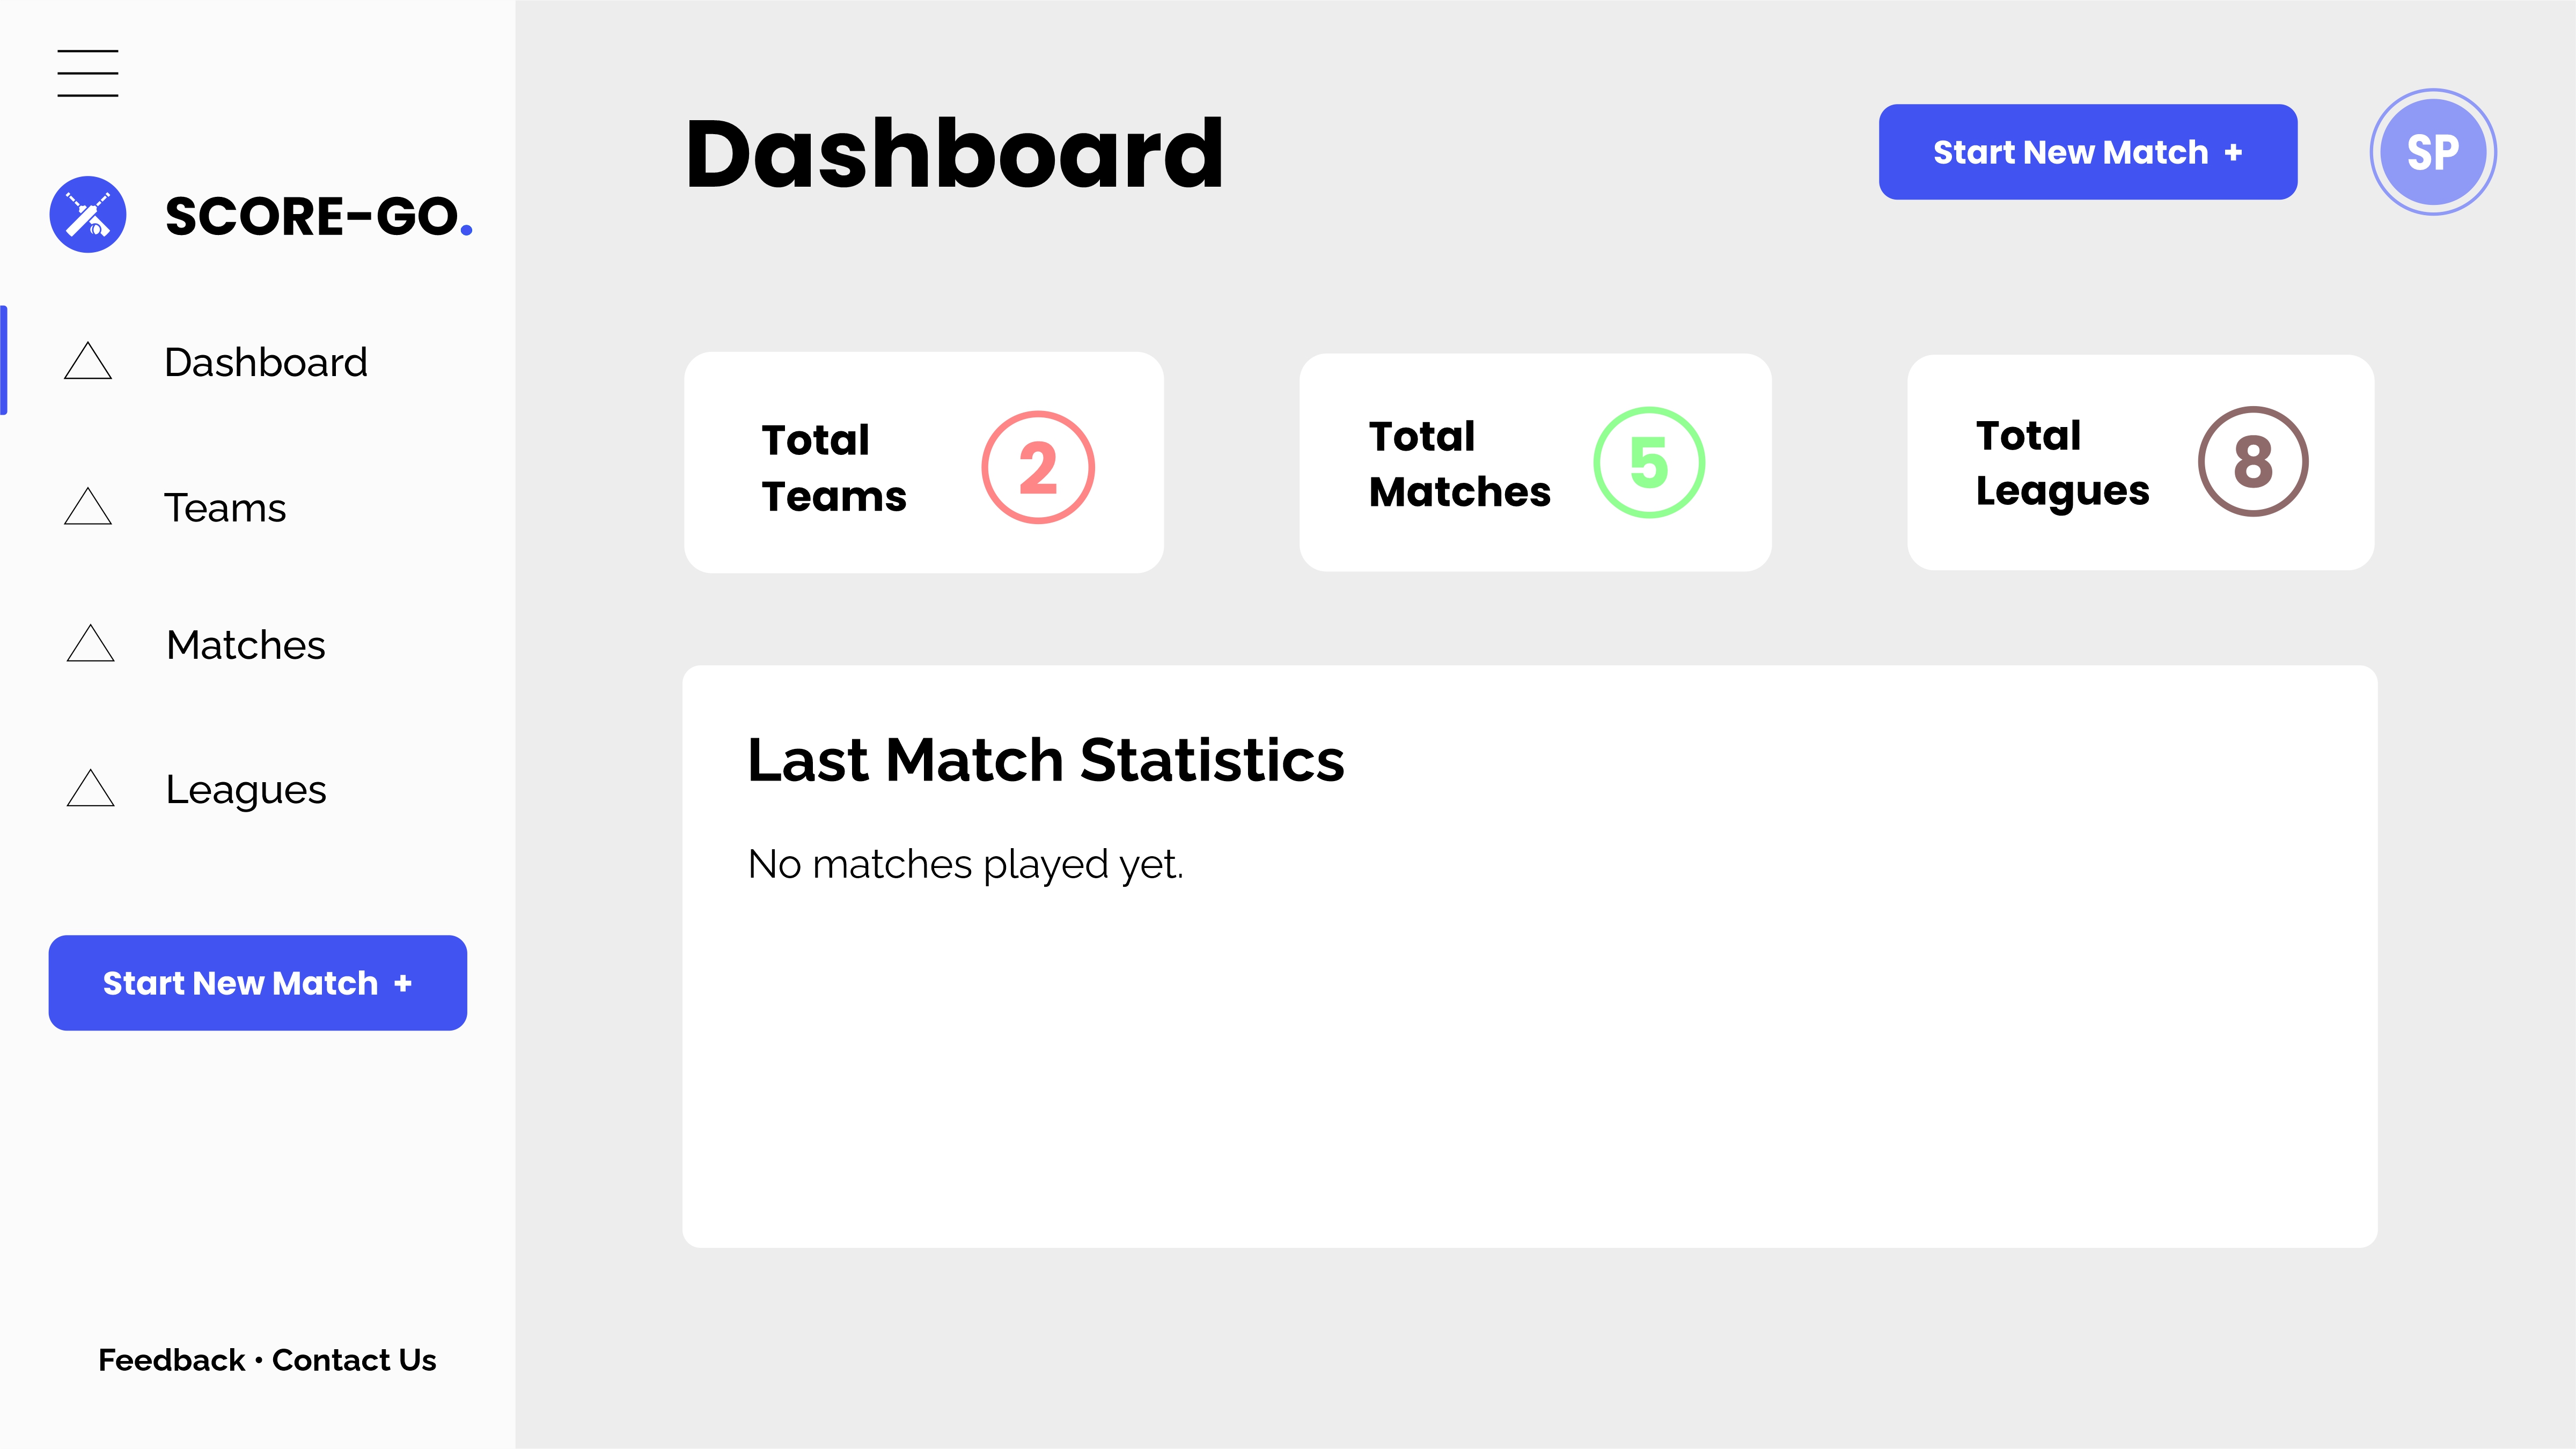 SCORE-GO.
Dashboard
Teams
Matches
Leagues
Start New Match +
Feedback • Contact Us
Dashboard
Start New Match +
SP
Total
Teams
2
Total
Matches
5
Total
Leagues
8
Last Match Statistics
No matches played yet.